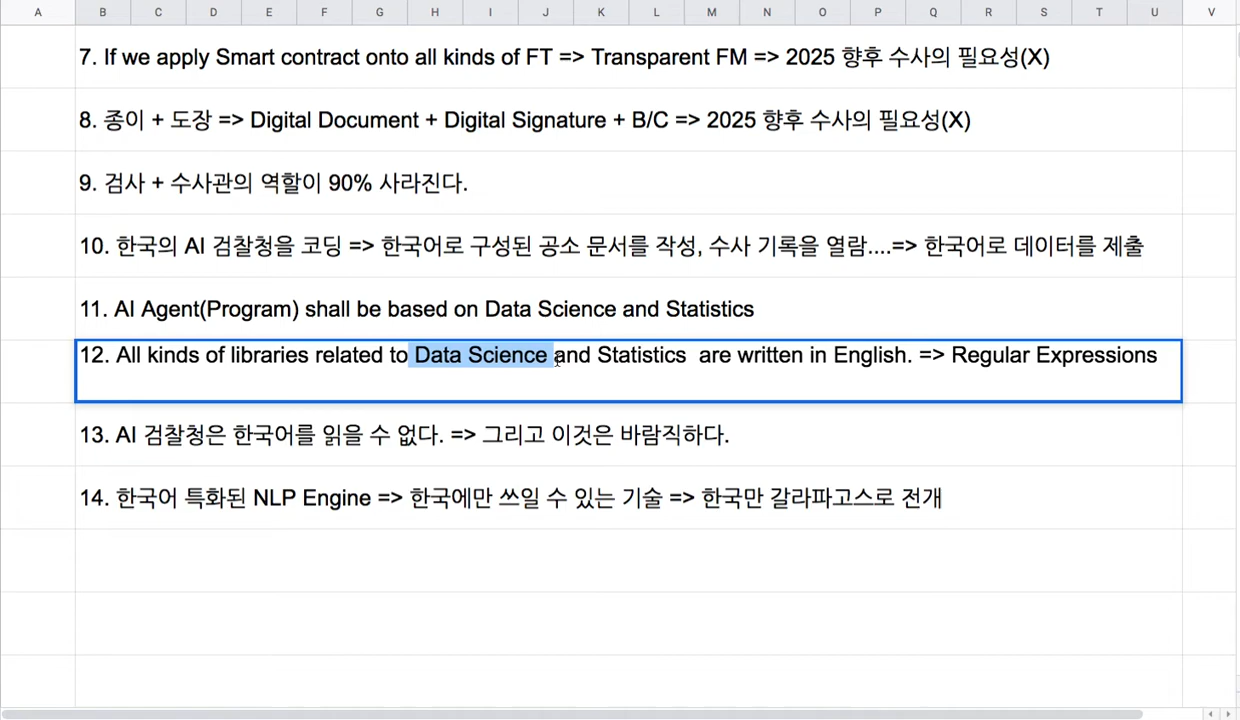 A B C D E F G H I J K L M N O P Q R S T U V
7. If we apply Smart contract onto all kinds of FT => Transparent FM => 2025 향후 수사의 필요성(X)
8. 종이 + 도장 => Digital Document + Digital Signature + B/C => 2025 향후 수사의 필요성(X)
9. 검사 + 수사관의 역할이 90% 사라진다.
10. 한국의 AI 검찰청을 코딩 => 한국어로 구성된 공소 문서를 작성, 수사 기록을 열람....=> 한국어로 데이터를 제출
11. AI Agent(Program) shall be based on Data Science and Statistics
12. All kinds of libraries related to Data Science and Statistics  are written in English. => Regular Expressions
13. AI 검찰청은 한국어를 읽을 수 없다. => 그리고 이것은 바람직하다.
14. 한국어 특화된 NLP Engine => 한국에만 쓰일 수 있는 기술 => 한국만 갈라파고스로 전개